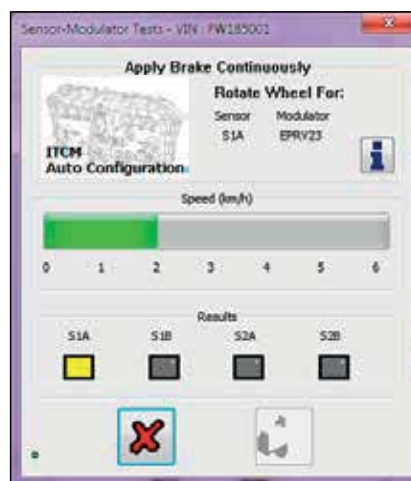 Sensor-Modulator Tests - VIN : FW185001
Apply Brake Continuously
Rotate Wheel For:
Sensor Modulator
S1A EPRV23
ITCM
Auto Configuration
Speed (km/h)
0 1 2 3 4 5 6
Results
S1A S1B S2A S2B